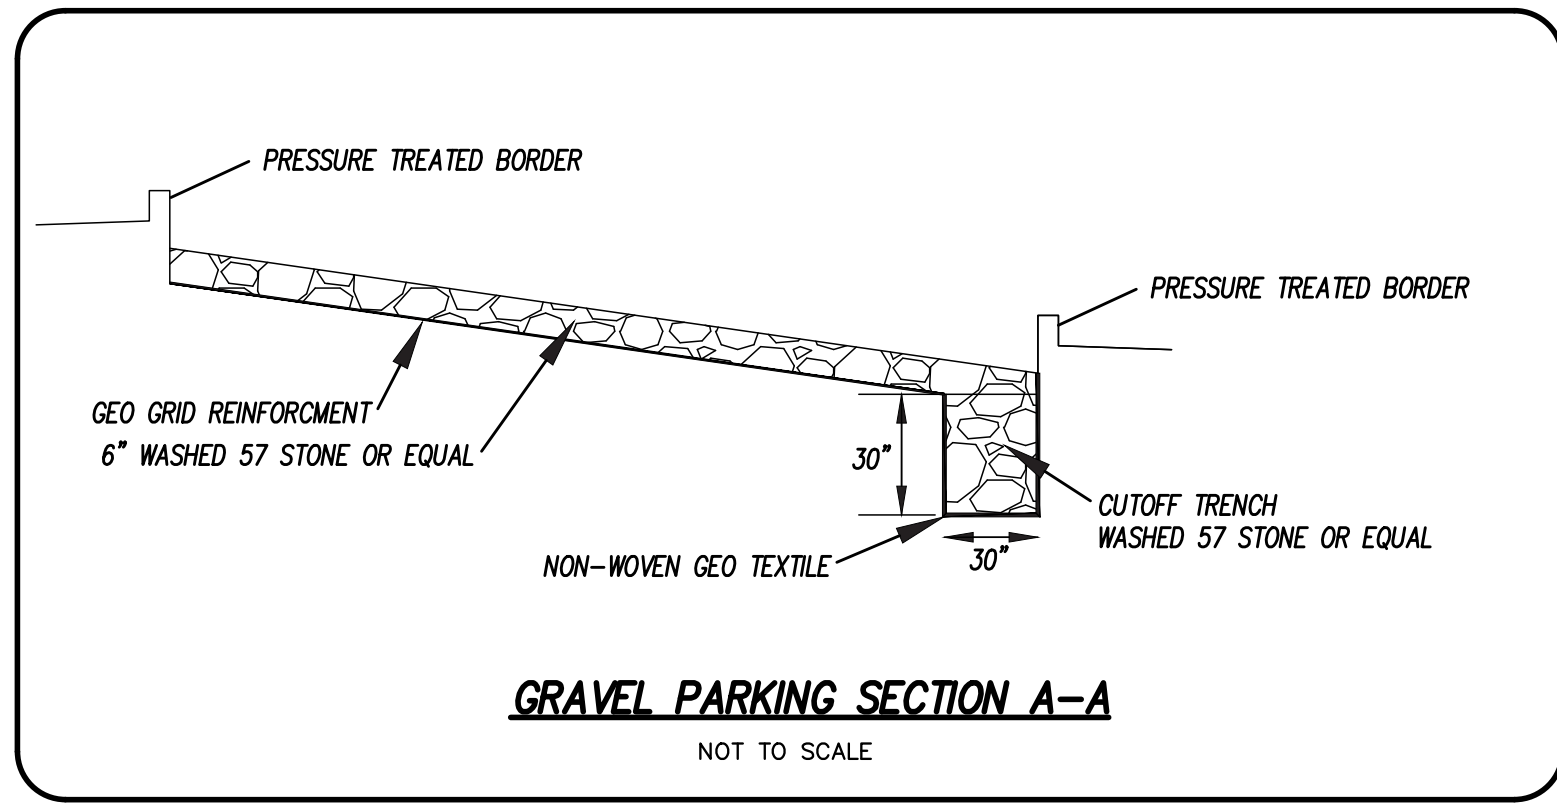 PRESSURE TREATED BORDER
PRESSURE TREATED BORDER
GEO GRID REINFORCMENT
6" WASHED 57 STONE OR EQUAL
30"
CUTOFF TRENCH
WASHED 57 STONE OR EQUAL
30"
NON-WOVEN GEO TEXTILE
GRAVEL PARKING SECTION A-A
NOT TO SCALE